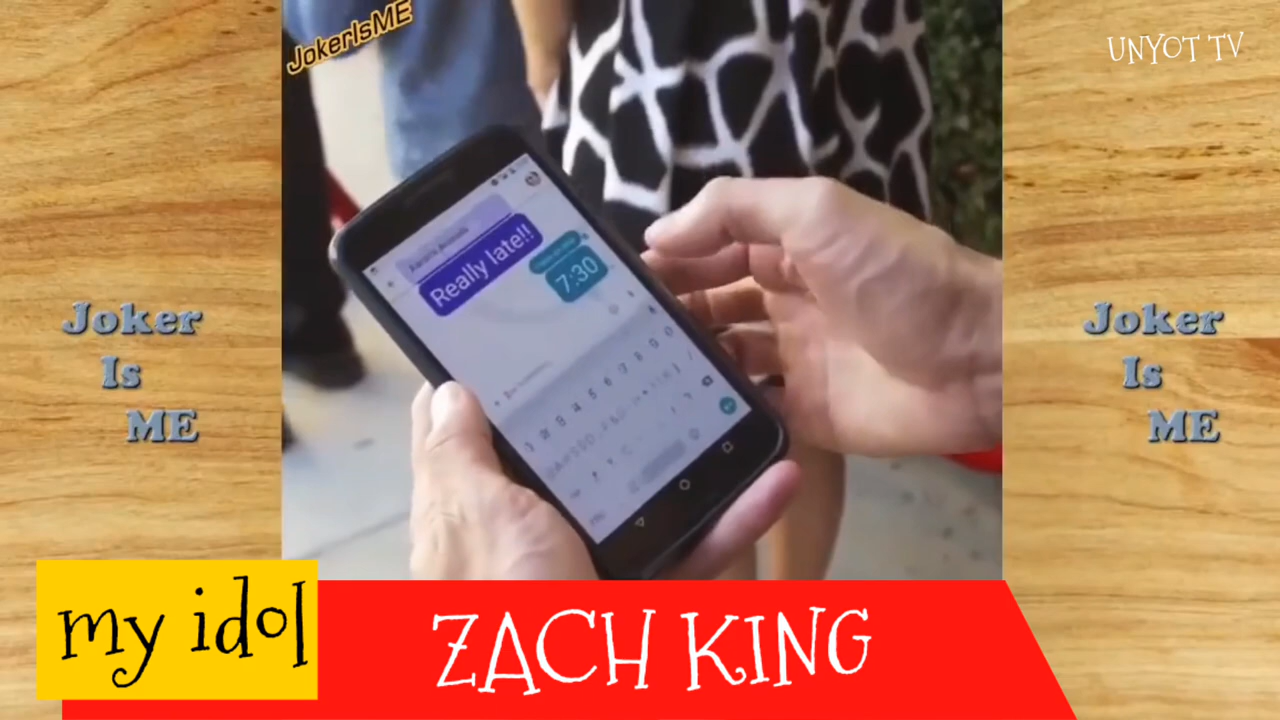 JokerIsME
UNYOT TV
Really late!!
7:30
Joker
Is
ME
Joker
Is
ME
my idol
ZACH KING